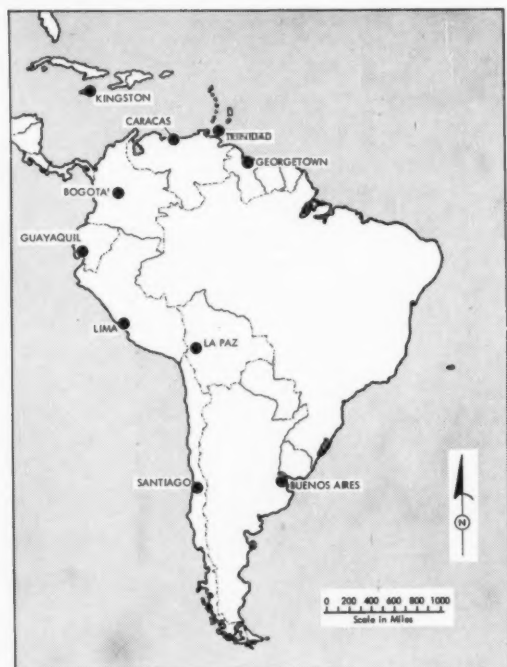 KINGSTON
CARACAS
TRINIDAD
GEORGETOWN
BOGOTA'
GUAYAQUIL
LIMA
LA PAZ
SANTIAGO
BUENOS AIRES
N
0 200 400 600 800 1000
Scale in Miles